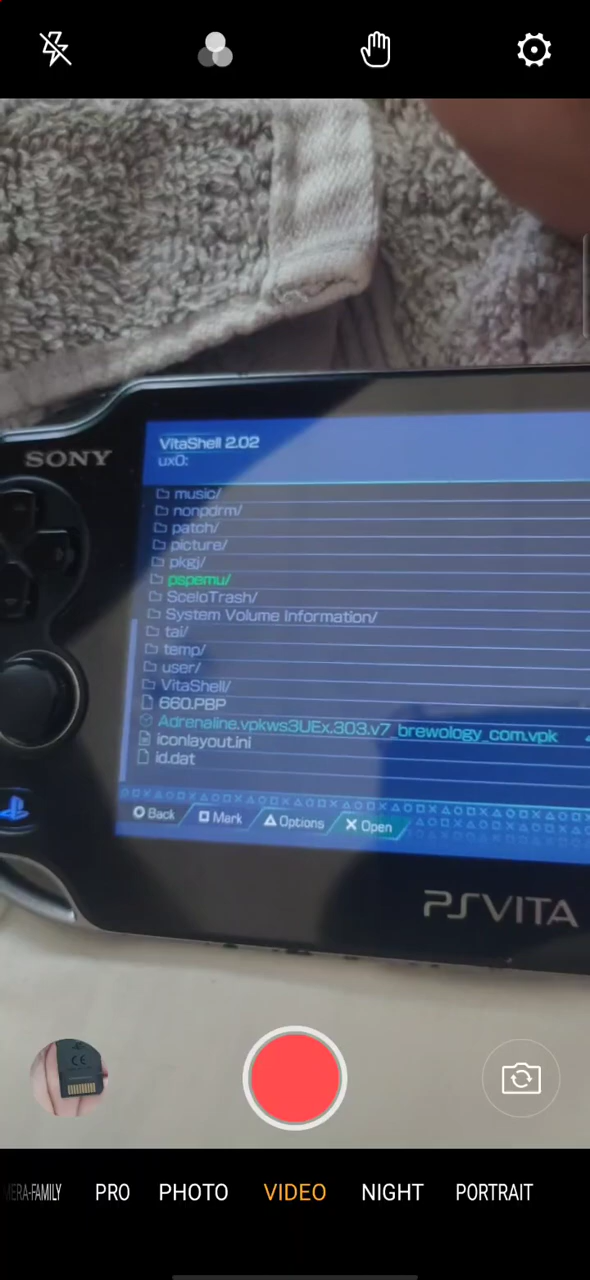 SONY
VitaShell 2.02
ux0:
music/
nonpdrm/
patch/
picture/
pkgj/
pspemu/
SceIoTrash/
System Volume Information/
tai/
temp/
user/
VitaShell/
660.PBP
Adrenaline.vpkws3UEx.303.v7_brewology_com.vpk
iconlayout.ini
id.dat
Back Mark Options Open
PSVITA
CE
PRO PHOTO VIDEO NIGHT PORTRAIT